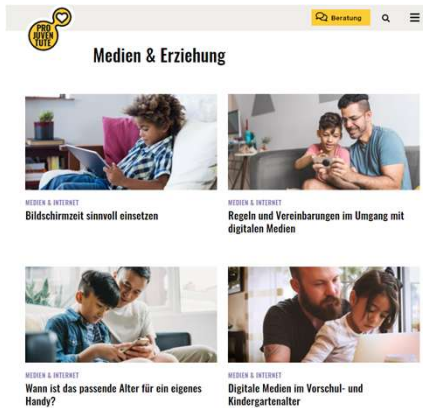 PRO
JUVEN
TUTE
Beratung
Medien & Erziehung
MEDIEN & INTERNET
Bildschirmzeit sinnvoll einsetzen
MEDIEN & INTERNET
Regeln und Vereinbarungen im Umgang mit
digitalen Medien
MEDIEN & INTERNET
Wann ist das passende Alter für ein eigenes
Handy?
MEDIEN & INTERNET
Digitale Medien im Vorschul- und
Kindergartenalter